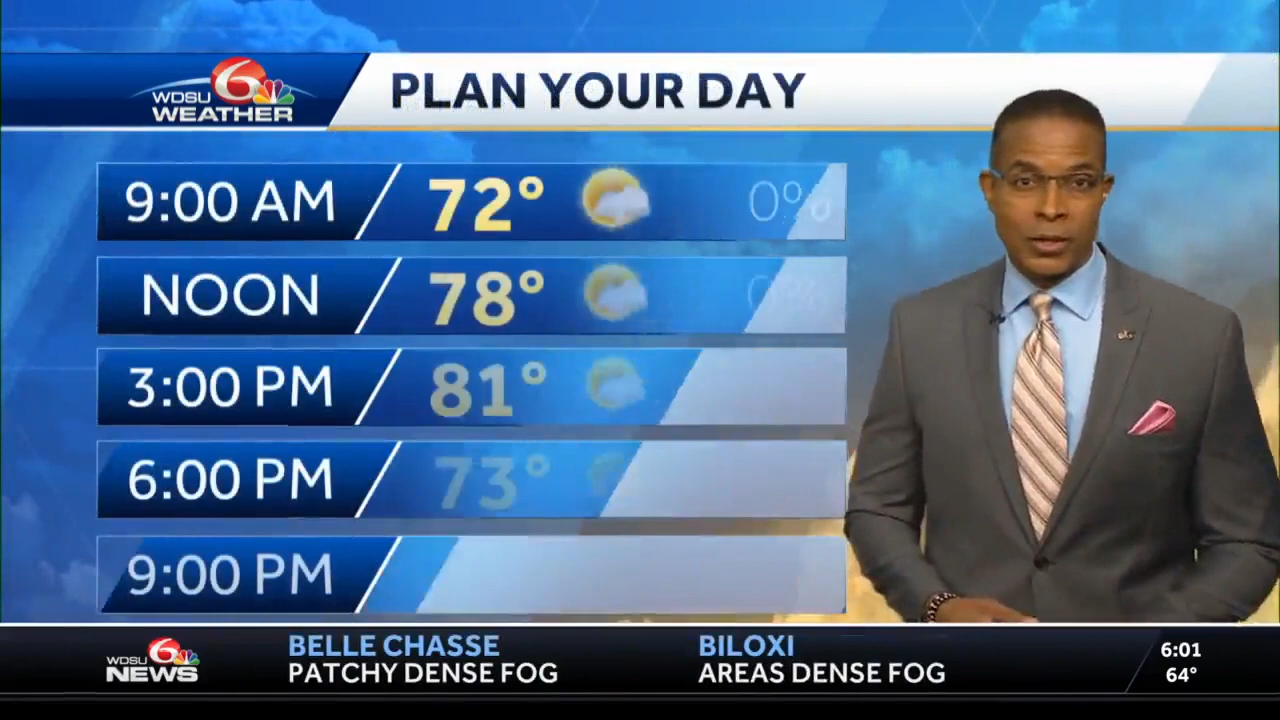 WDSU 6
WEATHER
PLAN YOUR DAY
9:00 AM 72° 0%
NOON 78° 0%
3:00 PM 81°
6:00 PM 73°
9:00 PM
WDSU 6
NEWS
BELLE CHASSE
PATCHY DENSE FOG
BILOXI
AREAS DENSE FOG
6:01
64°